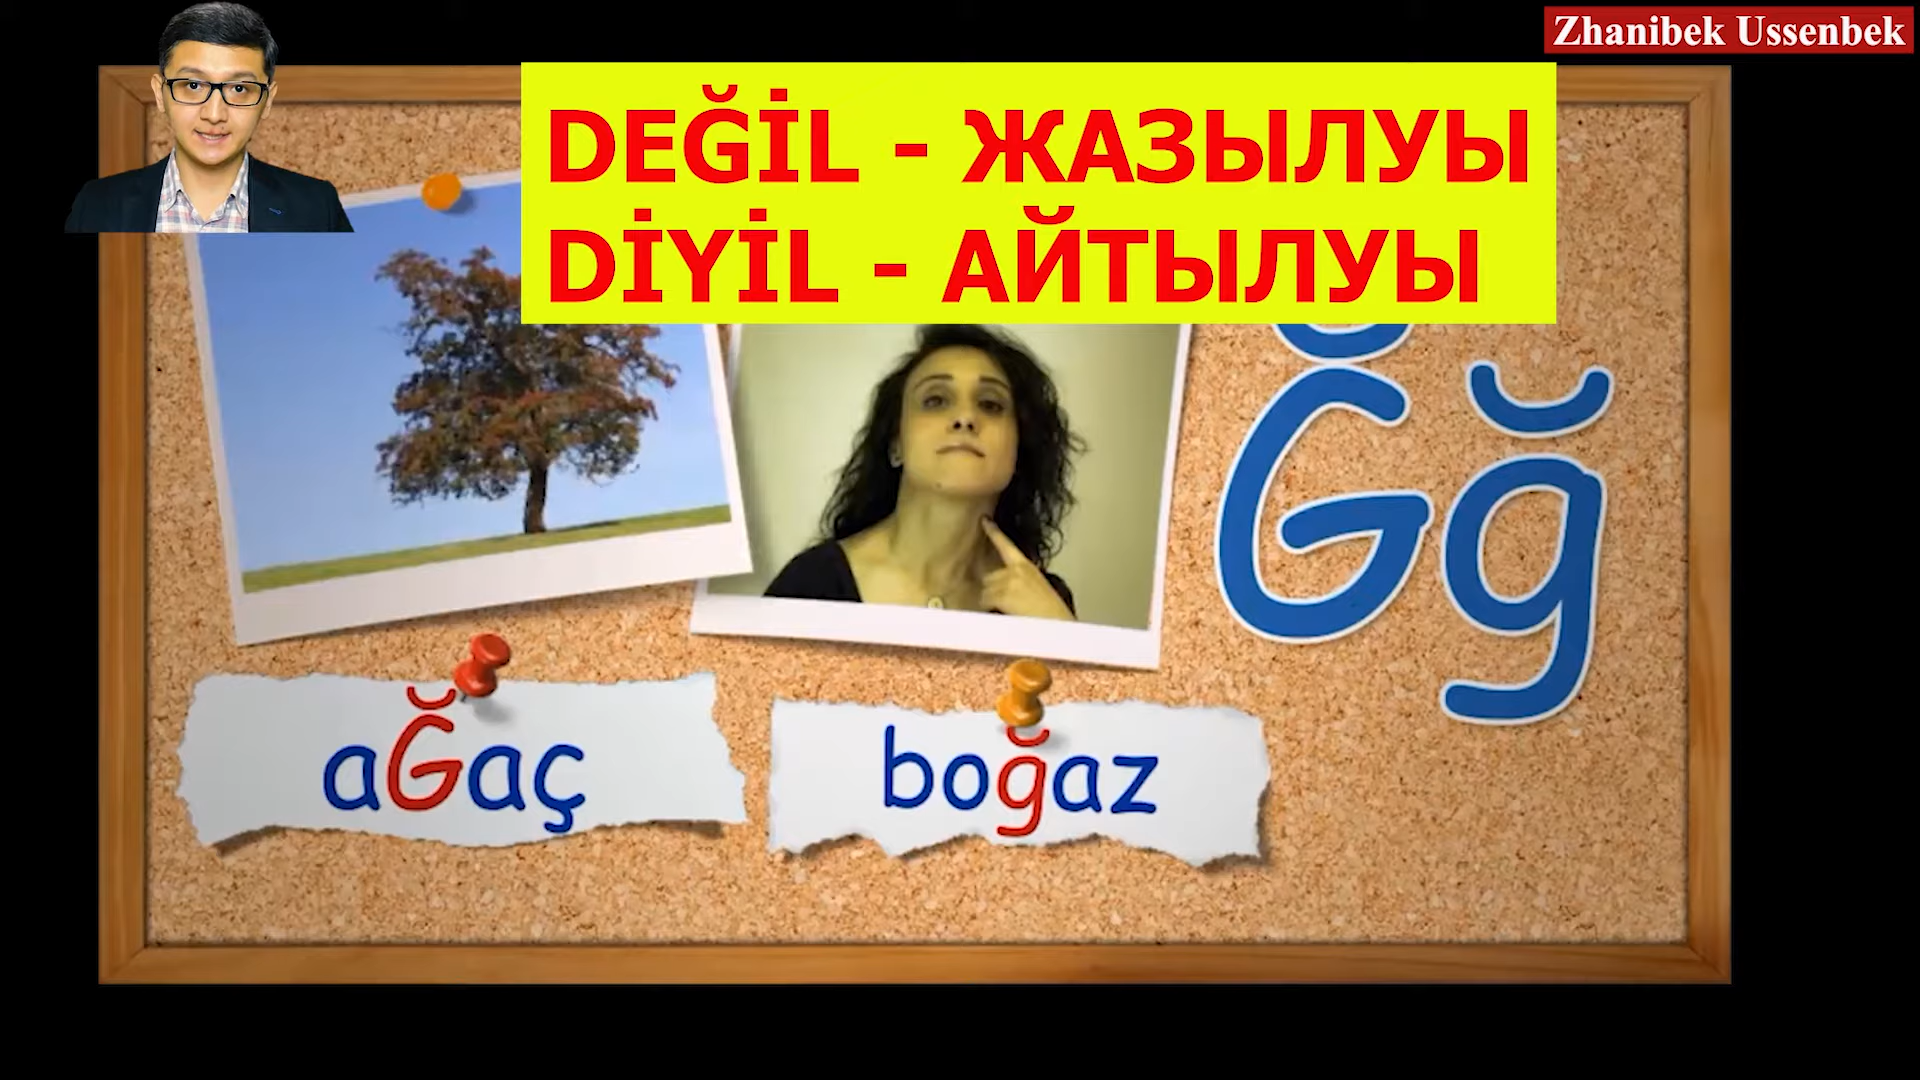 Zhanibek Ussenbek
DEĞİL - ЖАЗЫЛУЫ
DİYİL - АЙТЫЛУЫ
Ğğ
aĞaç
boğaz